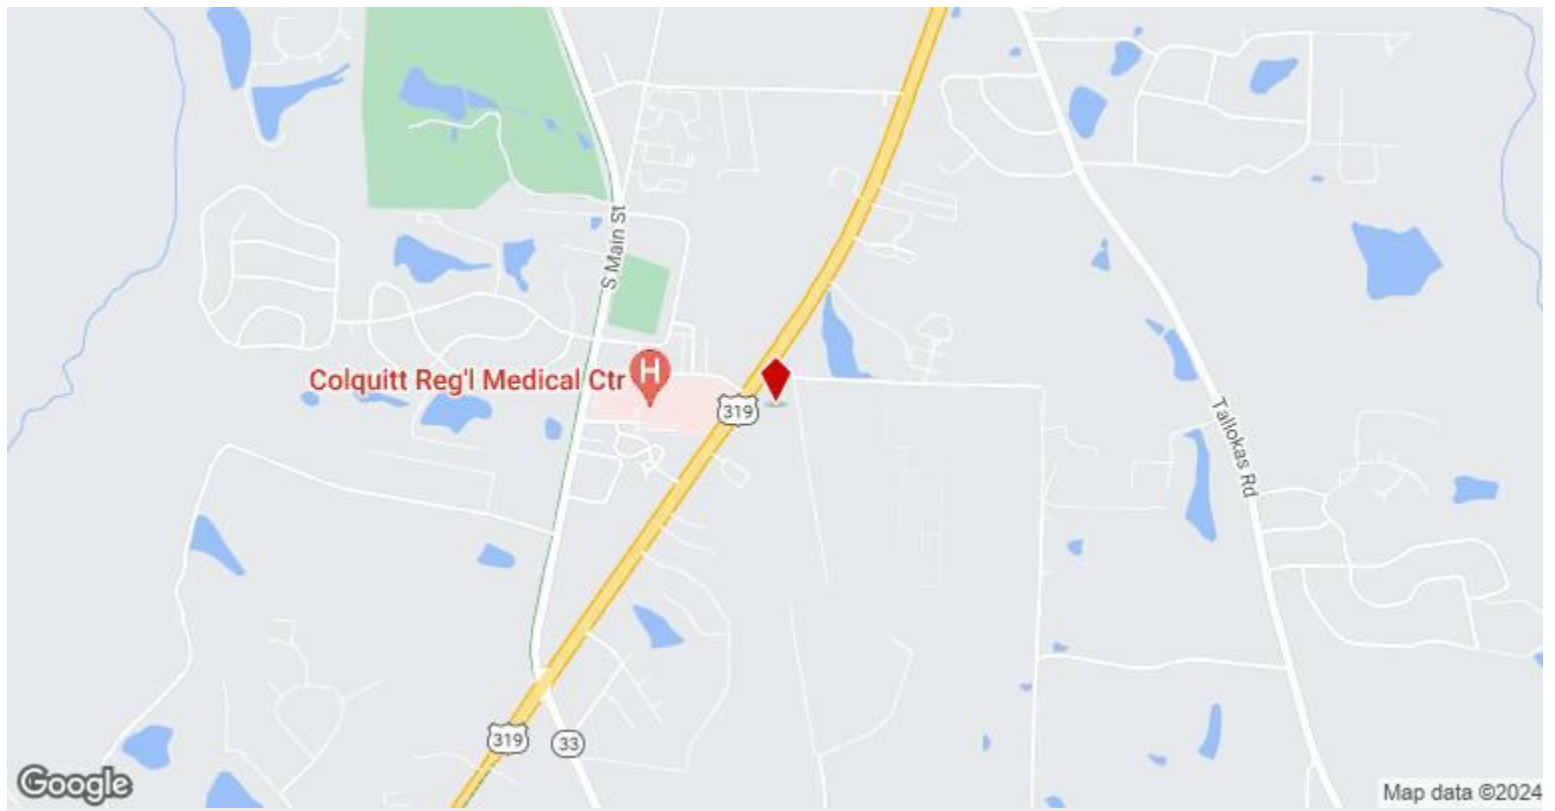 S Main St
Colquitt Reg'l Medical Ctr
H
319
Tallokas Rd
319
33
Google
Map data ©2024